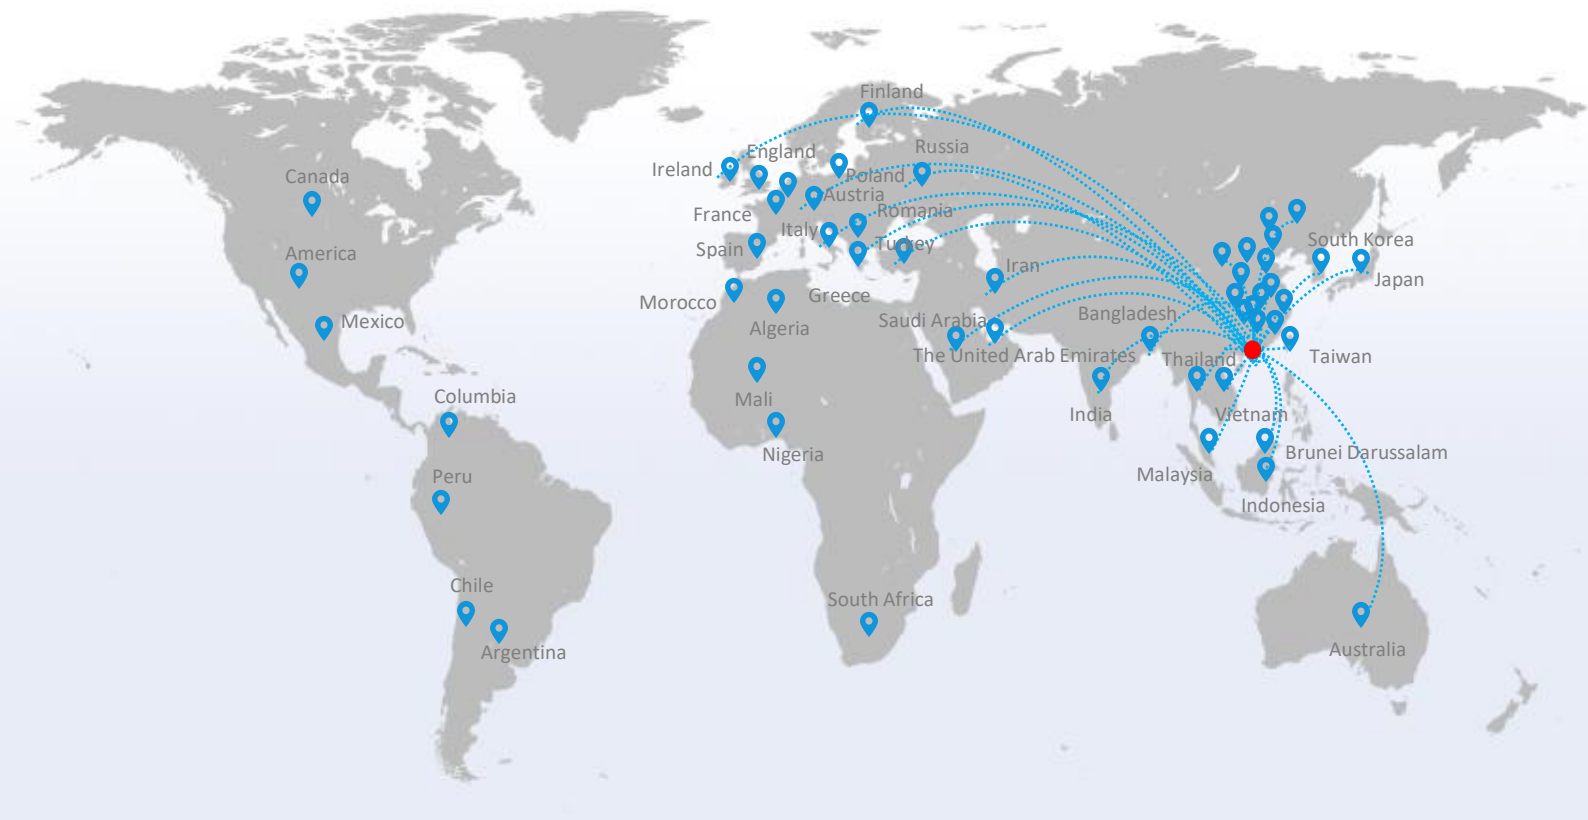 Finland
England
Russia
Ireland
Poland
Canada
Austria
France
Romania
Italy
Turkey
Spain
South Korea
America
Iran
Japan
Morocco
Greece
Algeria
Mexico
Saudi Arabia
Bangladesh
The United Arab Emirates
Thailand
Taiwan
Mali
Columbia
India
Vietnam
Nigeria
Brunei Darussalam
Peru
Malaysia
Indonesia
Chile
South Africa
Argentina
Australia